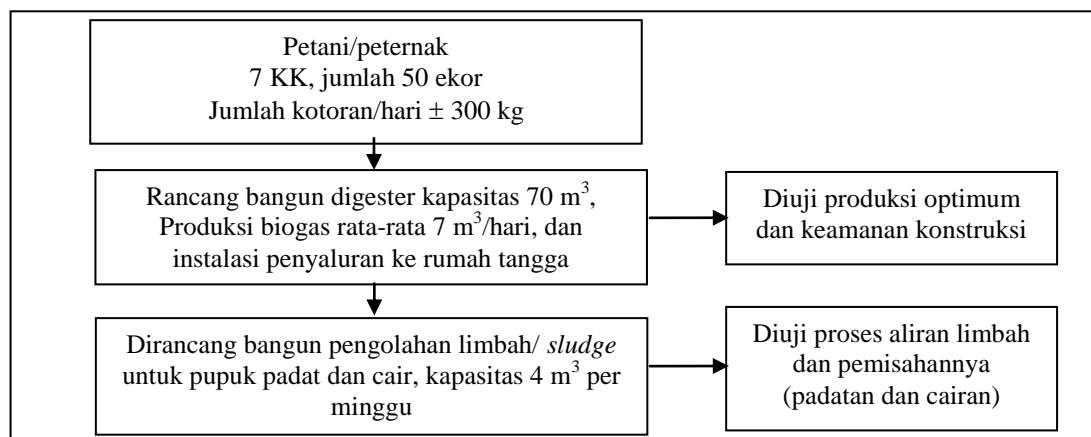 Petani/peternak
7 KK, jumlah 50 ekor
Jumlah kotoran/hari ± 300 kg
Rancang bangun digester kapasitas 70 m³,
Produksi biogas rata-rata 7 m³/hari, dan
instalasi penyaluran ke rumah tangga
Diuji produksi optimum
dan keamanan konstruksi
Dirancang bangun pengolahan limbah/ sludge
untuk pupuk padat dan cair, kapasitas 4 m³ per
minggu
Diuji proses aliran limbah
dan pemisahannya
(padatan dan cairan)